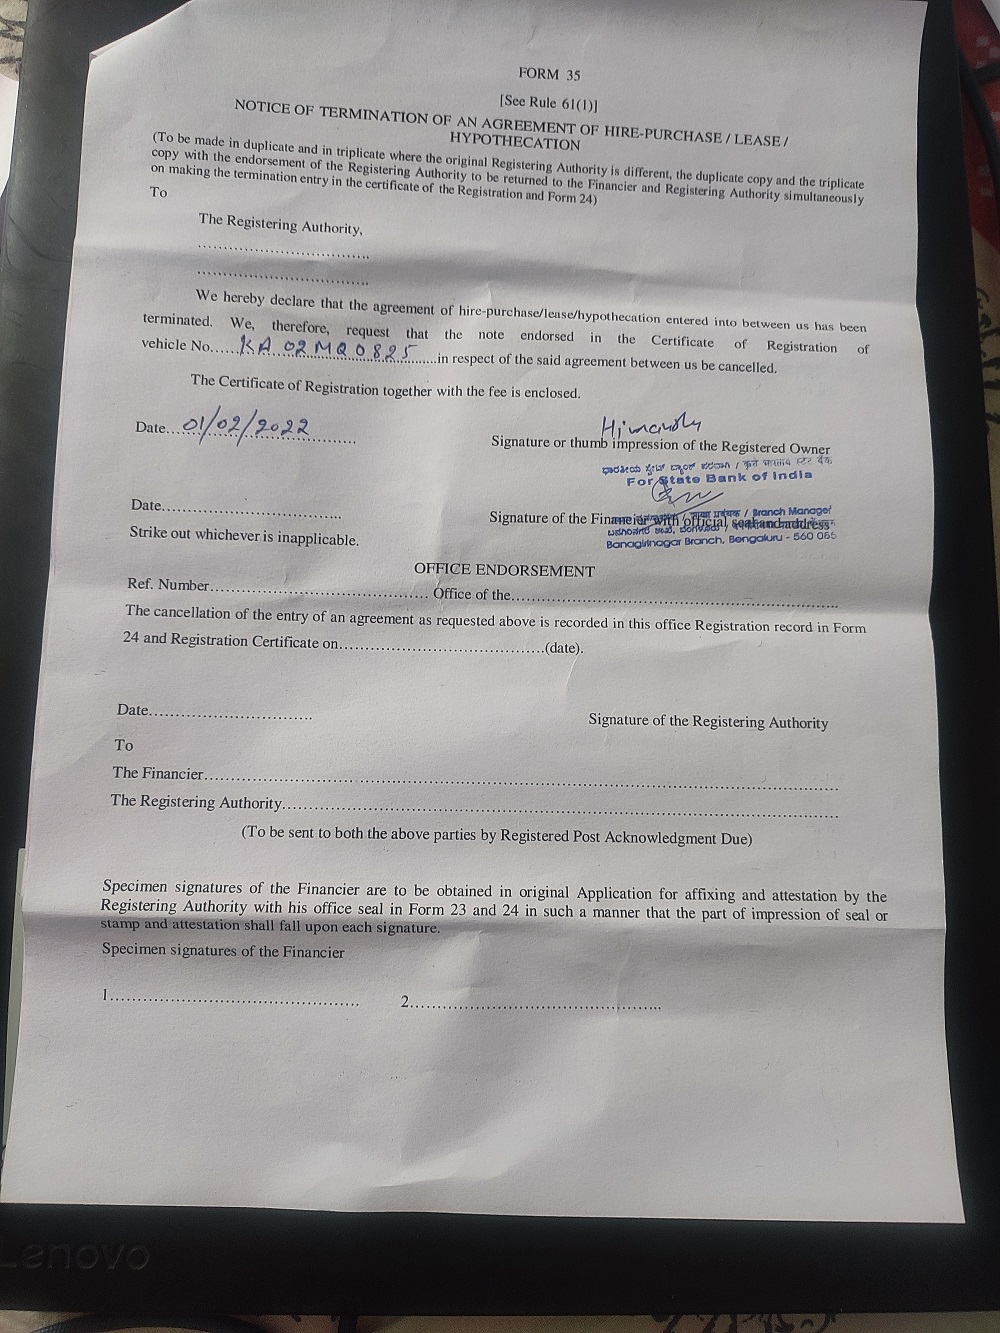 FORM 35
[See Rule 61(1)]
NOTICE OF TERMINATION OF AN AGREEMENT OF HIRE-PURCHASE / LEASE /
HYPOTHECATION
(To be made in duplicate and in triplicate where the original Registering Authority is different, the duplicate copy and the triplicate
copy with the endorsement of the Registering Authority to be returned to the Financier and Registering Authority simultaneously
on making the termination entry in the certificate of the Registration and Form 24)
To
The Registering Authority,
..................................
..................................
We hereby declare that the agreement of hire-purchase/lease/hypothecation entered into between us has been
terminated. We, therefore, request that the note endorsed in the Certificate of Registration of
vehicle No.....KA 02 MQ 0825....in respect of the said agreement between us be cancelled.
The Certificate of Registration together with the fee is enclosed.
Date...01/02/2022.........
Himanshu
Signature or thumb impression of the Registered Owner
For State Bank of India
Date....................................
Signature of the Financier with official seal and address
/ Branch Manager
Strike out whichever is inapplicable.
Banagirinagar Branch, Bengaluru - 560 085
OFFICE ENDORSEMENT
Ref. Number........................................... Office of the.................................................................
The cancellation of the entry of an agreement as requested above is recorded in this office Registration record in Form
24 and Registration Certificate on.........................................(date).
Date................................
Signature of the Registering Authority
To
The Financier................................................................................................................
The Registering Authority................................................................................................
(To be sent to both the above parties by Registered Post Acknowledgment Due)
Specimen signatures of the Financier are to be obtained in original Application for affixing and attestation by the
Registering Authority with his office seal in Form 23 and 24 in such a manner that the part of impression of seal or
stamp and attestation shall fall upon each signature.
Specimen signatures of the Financier
1.................................................. 2..................................................
Lenovo